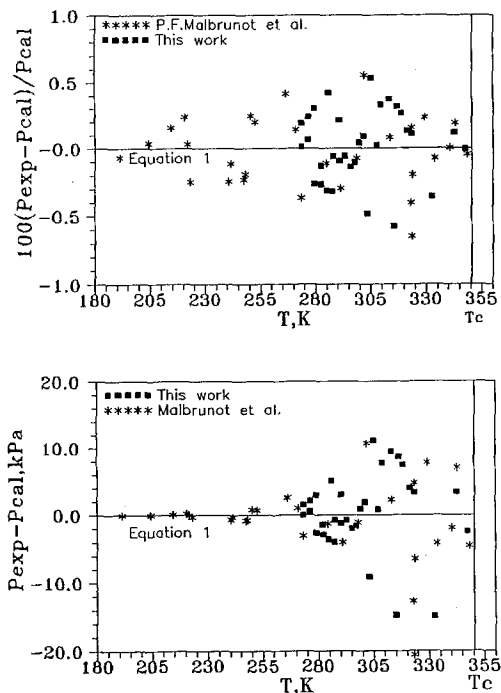 ***** P.F.Malbrunot et al.
■■■■■ This work
100(Pexp-Pcal)/Pcal
1.0
0.5
-0.0
-0.5
-1.0
Equation 1
180 205 230 255 280 305 330 355
T,K
Tc
20.0
10.0
0.0
-10.0
-20.0
Pexp-Pcal,kPa
■■■■■ This work
***** Malbrunot et al.
Equation 1
180 205 230 255 280 305 330 355
T,K
Tc